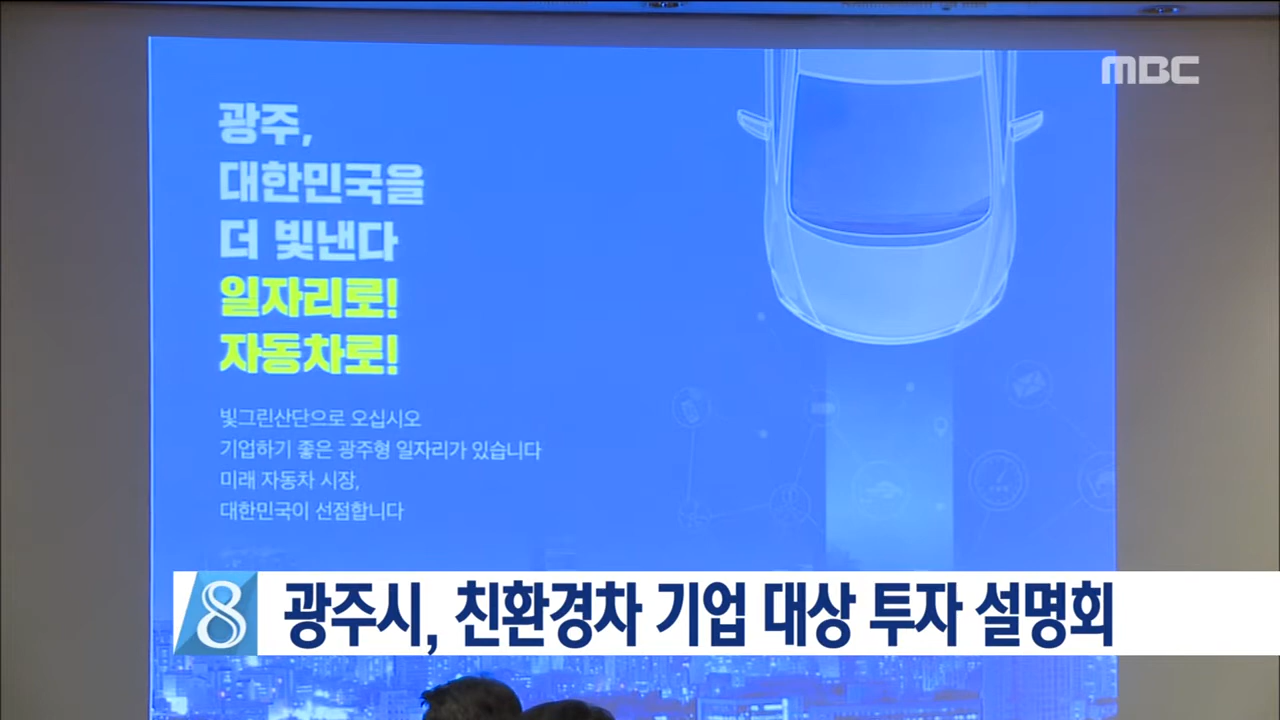 MBC
광주,
대한민국을
더 빛낸다
일자리로!
자동차로!
빛그린산단으로 오십시오
기업하기 좋은 광주형 일자리가 있습니다
미래 자동차 시장,
대한민국이 선점합니다
8 광주시, 친환경차 기업 대상 투자 설명회